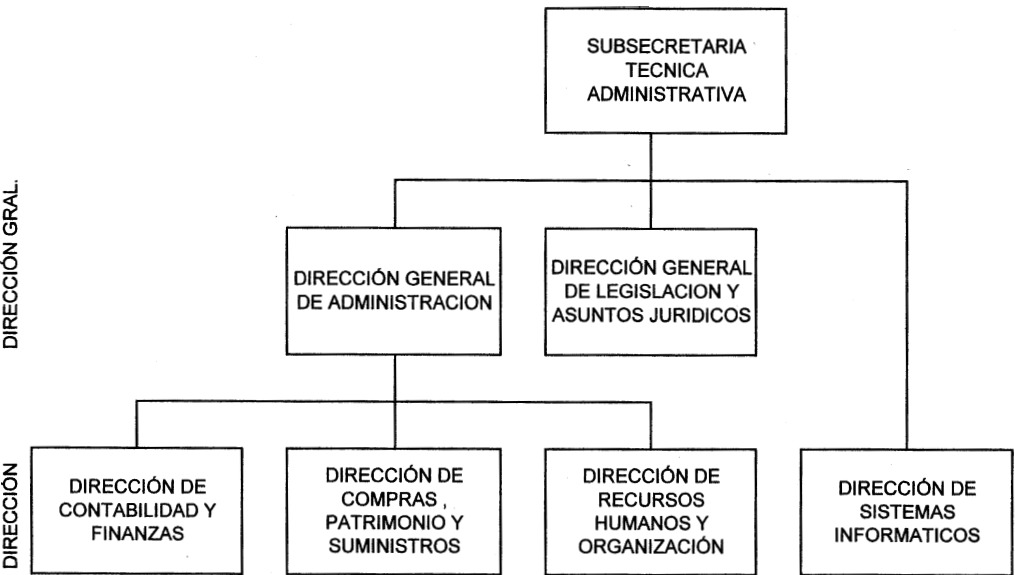 SUBSECRETARIA
TECNICA
ADMINISTRATIVA
DIRECCIÓN GRAL.
DIRECCIÓN GENERAL
DE ADMINISTRACION
DIRECCIÓN GENERAL
DE LEGISLACION Y
ASUNTOS JURIDICOS
DIRECCIÓN
DIRECCIÓN DE
CONTABILIDAD Y
FINANZAS
DIRECCIÓN DE
COMPRAS ,
PATRIMONIO Y
SUMINISTROS
DIRECCIÓN DE
RECURSOS
HUMANOS Y
ORGANIZACIÓN
DIRECCIÓN DE
SISTEMAS
INFORMATICOS